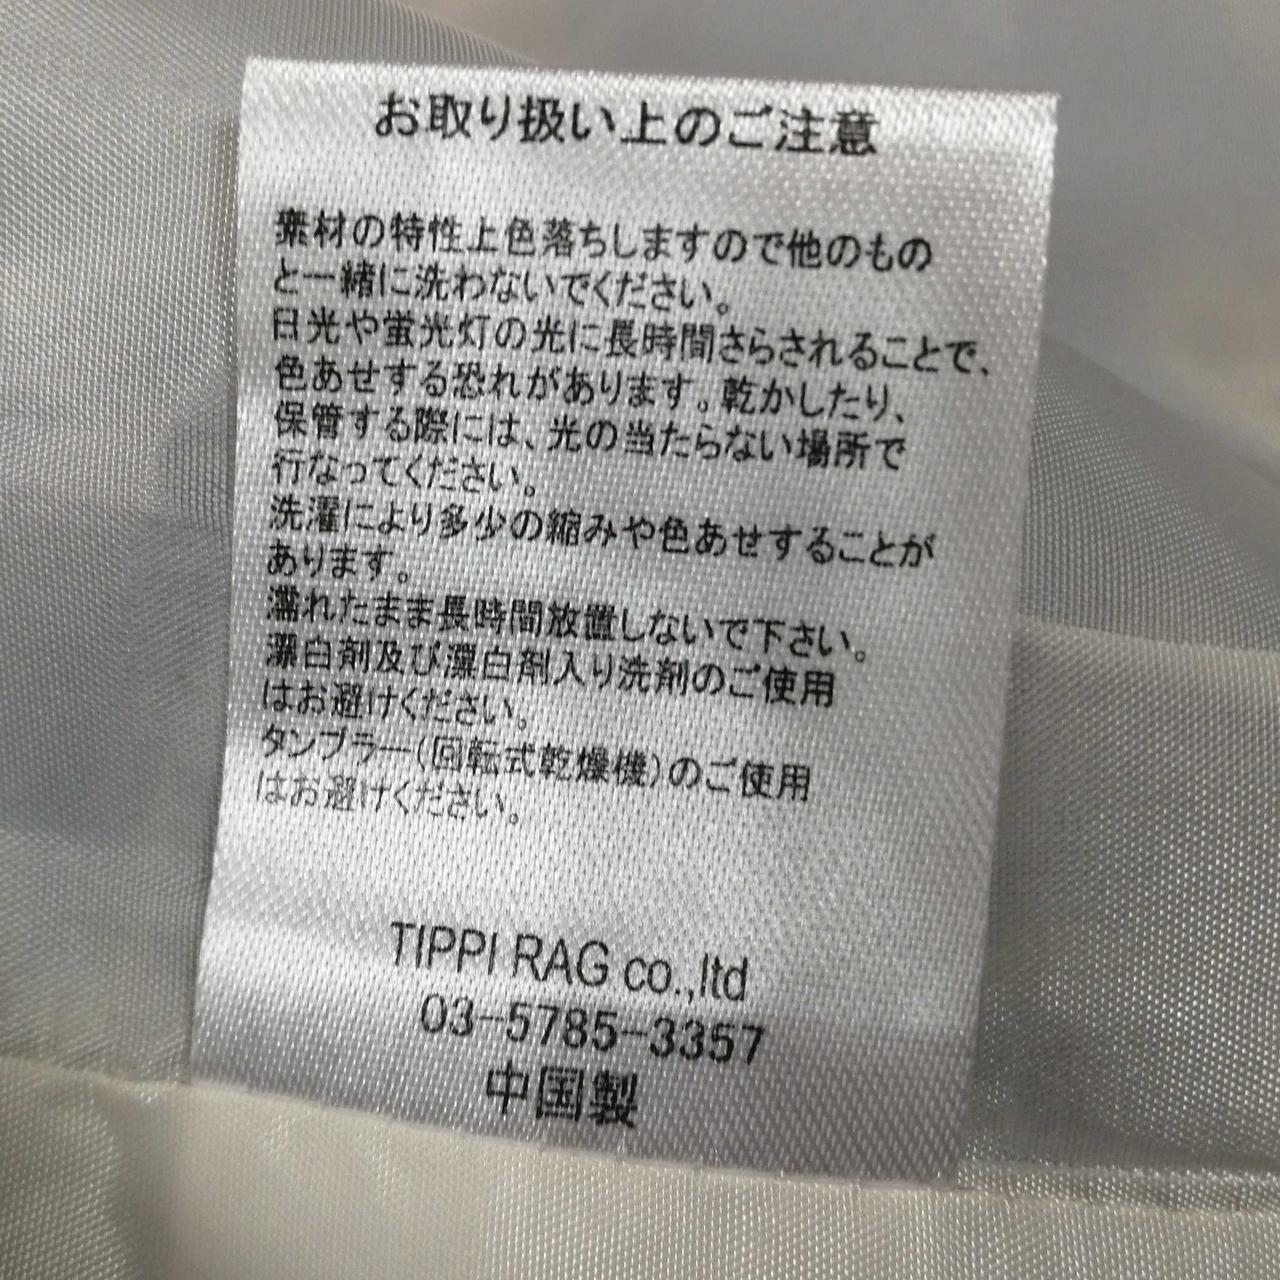 お取り扱い上のご注意
素材の特性上色落ちしますので他のもの
と一緒に洗わないでください。
日光や蛍光灯の光に長時間さらされることで、
色あせする恐れがあります。乾かしたり、
保管する際には、光の当たらない場所で
行なってください。
洗濯により多少の縮みや色あせすることが
あります。
濡れたまま長時間放置しないで下さい。
漂白剤及び漂白剤入り洗剤のご使用
はお避けください。
タンブラー(回転式乾燥機)のご使用
はお避けください。
TIPPI RAG co.,ltd
03-5785-3357
中国製